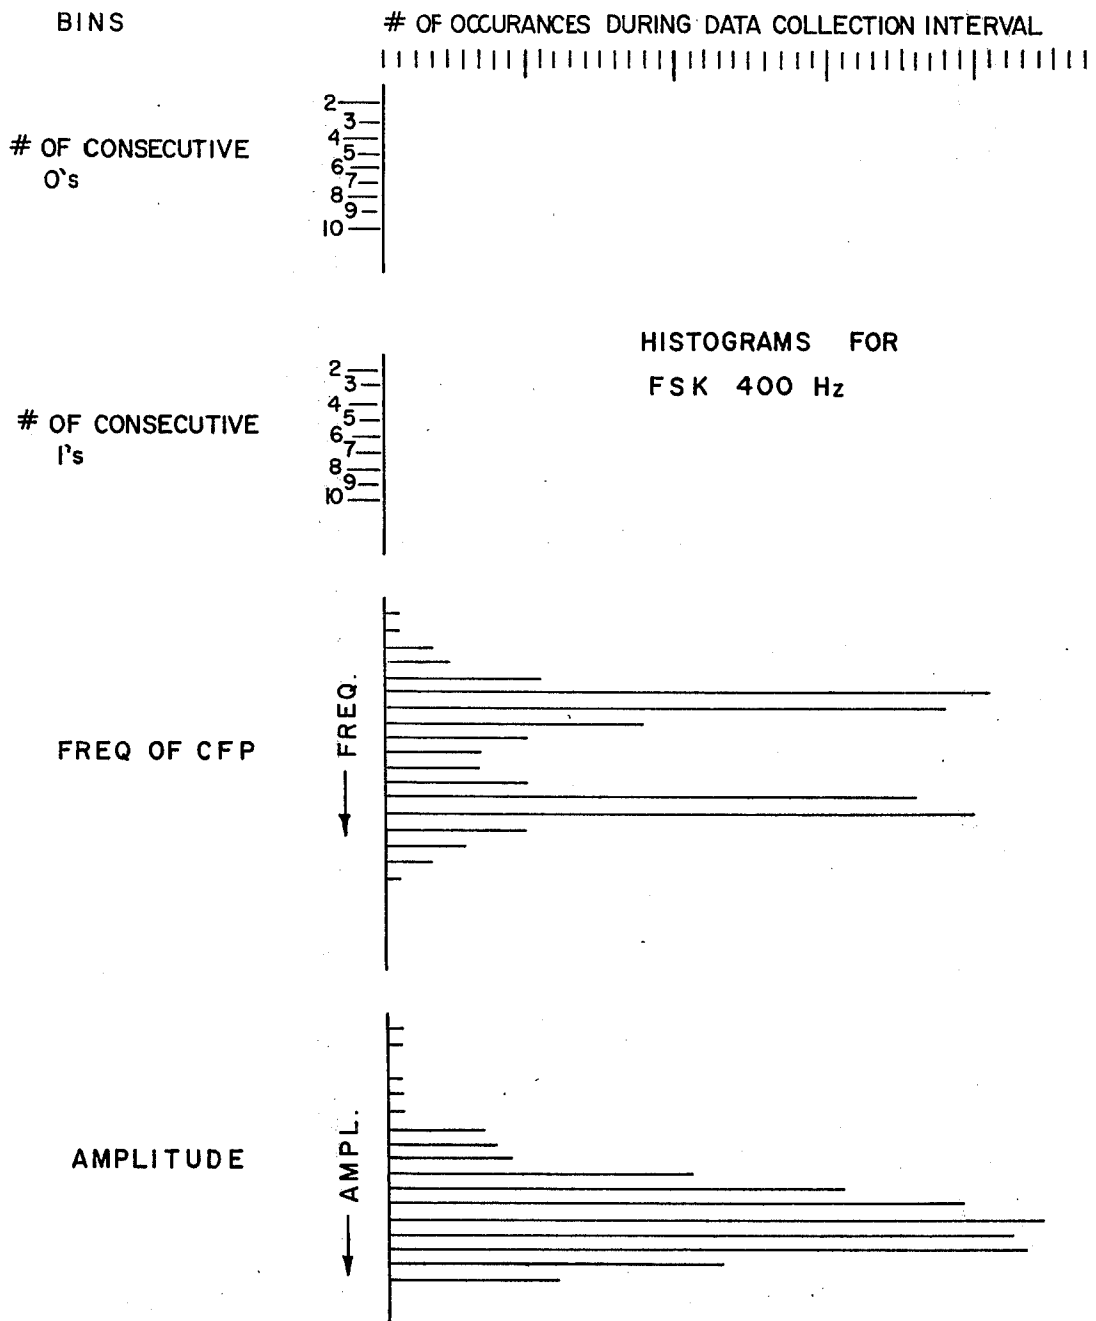 BINS
# OF OCCURANCES DURING DATA COLLECTION INTERVAL
# OF CONSECUTIVE
0's
2
3
4
5
6
7
8
9
10
HISTOGRAMS FOR
FSK 400 Hz
# OF CONSECUTIVE
1's
2
3
4
5
6
7
8
9
10
FREQ OF CFP
FREQ.
AMPLITUDE
AMPL.